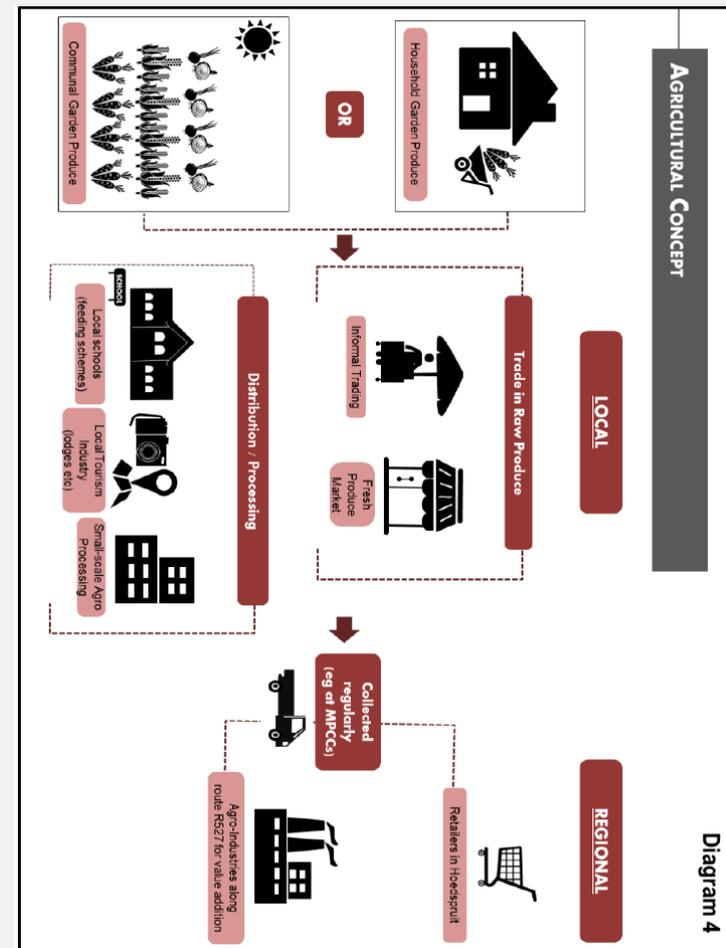 Diagram 4
AGRICULTURAL CONCEPT
LOCAL
REGIONAL
Household Garden Produce
OR
Communal Garden Produce
Trade in Raw Produce
Informal Trading
Fresh
Produce
Market
Distribution / Processing
SCHOOL
Local schools
(feeding schemes)
Local Tourism
Industry
(lodges etc)
Small-scale Agro
Processing
Collected
regularly
(eg at MPCCs)
Retailers in Hoedspruit
Agro-Industries along
route R527 for value addition